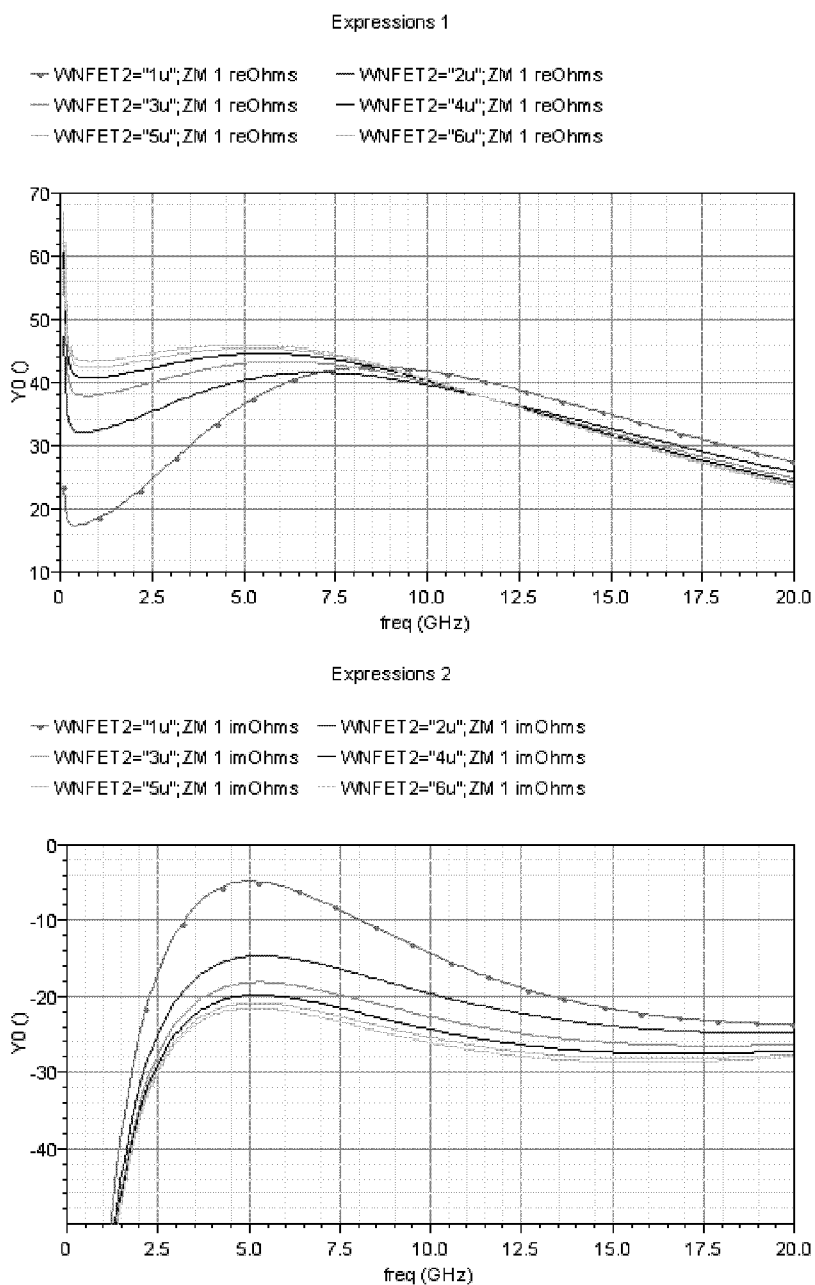 Expressions 1
WNFET2="1u";ZM 1 reOhms WNFET2="2u";ZM 1 reOhms
WNFET2="3u";ZM 1 reOhms WNFET2="4u";ZM 1 reOhms
WNFET2="5u";ZM 1 reOhms WNFET2="6u";ZM 1 reOhms
70
60
50
40
30
20
10
Y0 ()
0 2.5 5.0 7.5 10.0 12.5 15.0 17.5 20.0
freq (GHz)
Expressions 2
WNFET2="1u";ZM 1 imOhms WNFET2="2u";ZM 1 imOhms
WNFET2="3u";ZM 1 imOhms WNFET2="4u";ZM 1 imOhms
WNFET2="5u";ZM 1 imOhms WNFET2="6u";ZM 1 imOhms
0
-10
-20
-30
-40
Y0 ()
0 2.5 5.0 7.5 10.0 12.5 15.0 17.5 20.0
freq (GHz)